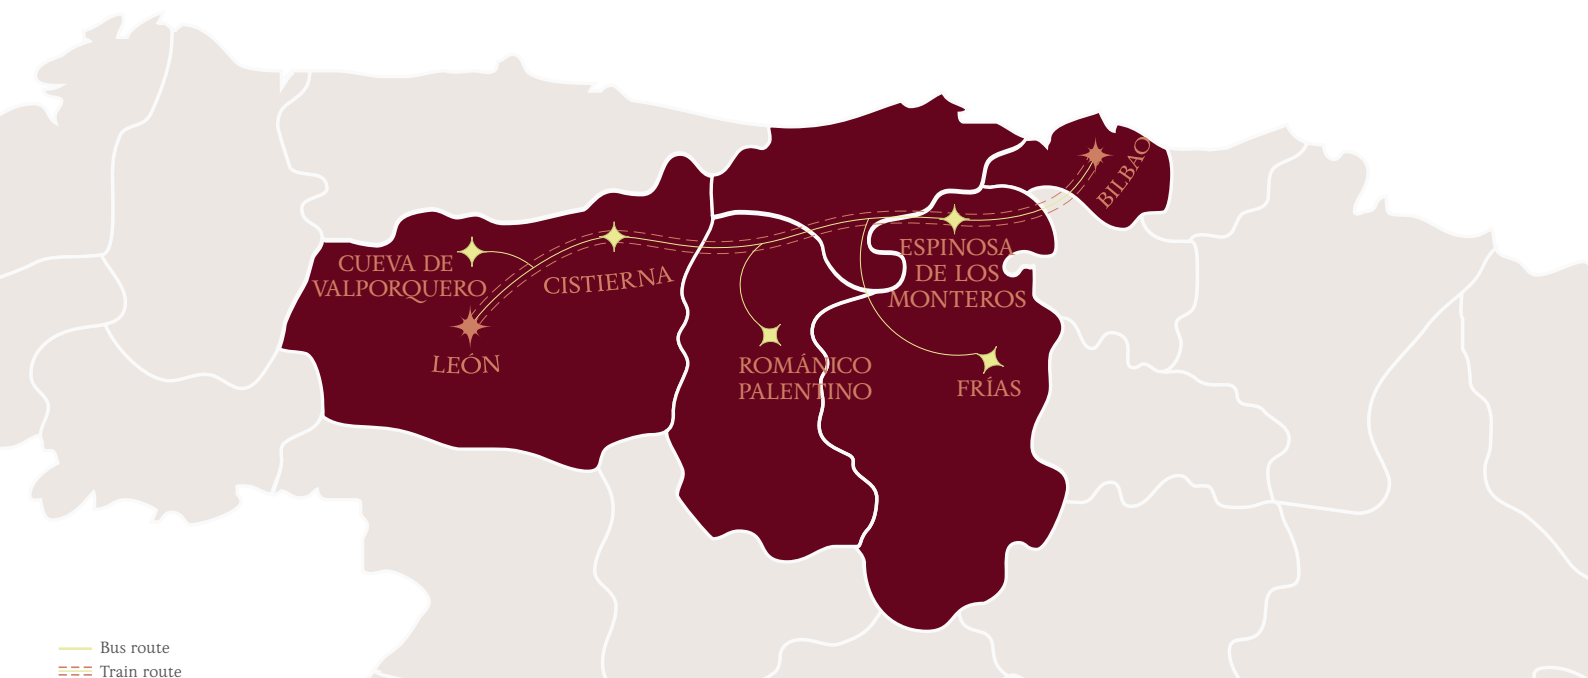 BILBAO
ESPINOSA
DE LOS
MONTEROS
CUEVA DE
VALPORQUERO
CISTIERNA
LEÓN
ROMÁNICO
PALENTINO
FRÍAS
Bus route
Train route